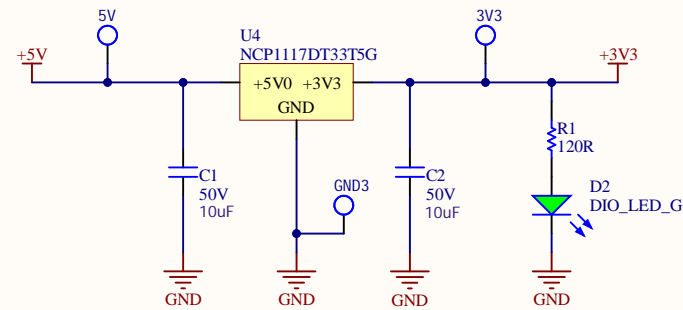 5V
3V3
+5V
U4
NCP1117DT33T5G
+3V3
+5V0 +3V3
GND
R1
120R
C1
50V
10uF
GND3
C2
50V
10uF
D2
DIO_LED_G
GND
GND
GND
GND